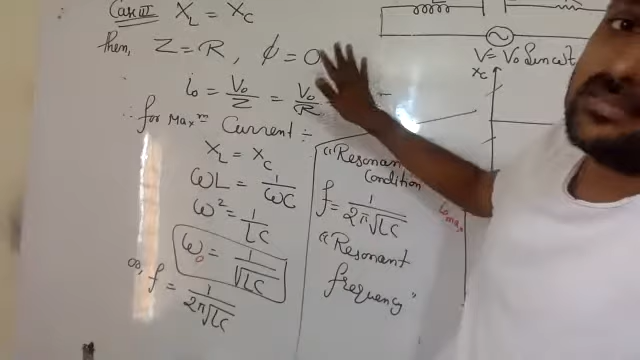 Case III X_L = X_C
then, Z = R, φ = 0
i₀ = V₀/Z = V₀/R
∴ for Maxᵐ Current ÷
X_L = X_C
ωL = 1/ωC
ω² = 1/LC
ω₀ = 1/√LC
or, f = 1/2π√LC
"Resonant
Condition
f = 1/2π√LC
"Resonant
frequency"
V = V₀ Sin ωt
X_C